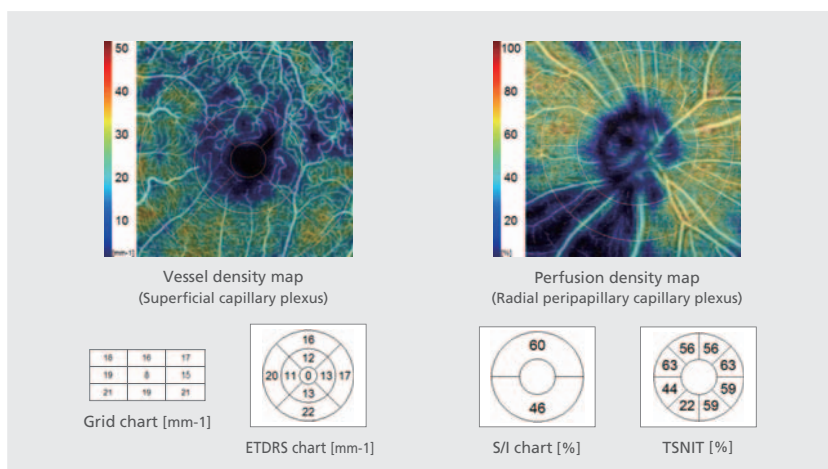 50
40
30
20
10
[mm-1]
100
80
60
40
20
[%]
Vessel density map
(Superficial capillary plexus)
Perfusion density map
(Radial peripapillary capillary plexus)
18 16 17
19 8 15
21 19 21
Grid chart [mm-1]
16
12
20 11 0 13 17
13
22
ETDRS chart [mm-1]
60
46
S/I chart [%]
56 56
63 63
44 59
22 59
TSNIT [%]